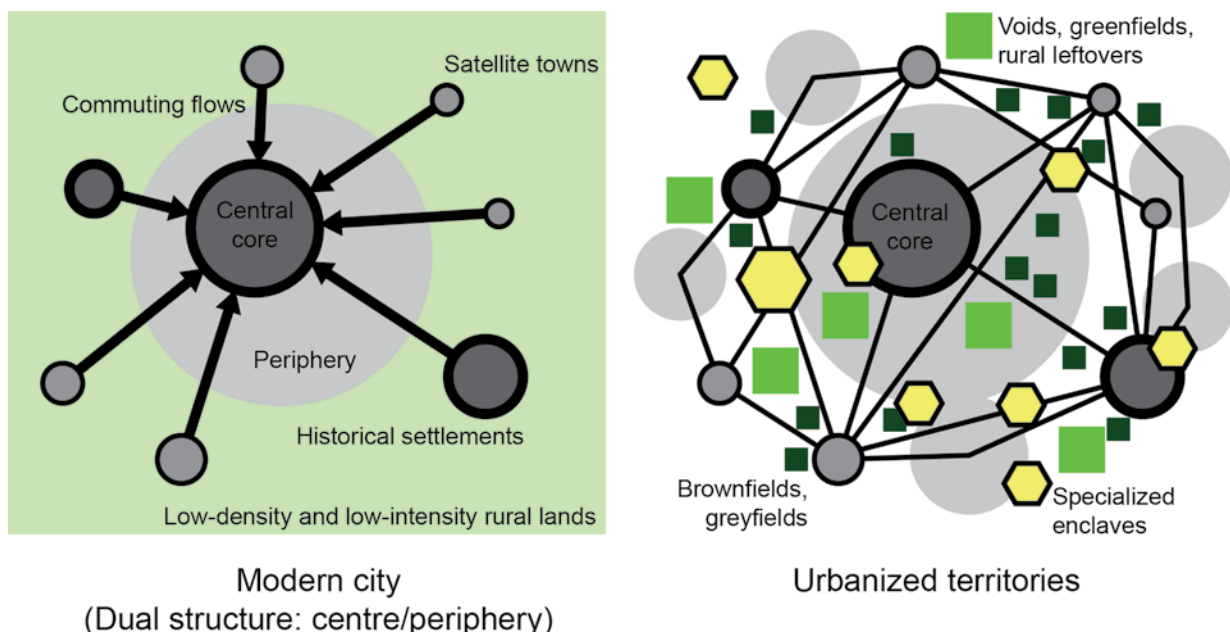 Satellite towns
Commuting flows
Central
core
Periphery
Historical settlements
Low-density and low-intensity rural lands
Modern city
(Dual structure: centre/periphery)
Voids, greenfields,
rural leftovers
Central
core
Brownfields,
greyfields
Specialized
enclaves
Urbanized territories